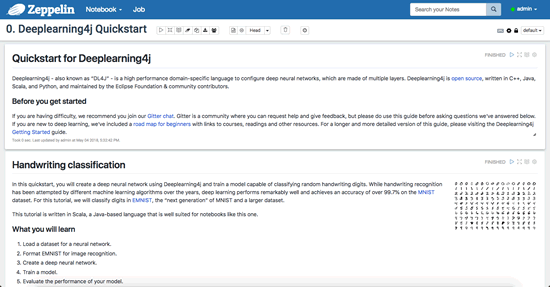 Zeppelin Notebook Job Search your Notes admin
0. Deeplearning4j Quickstart Head default
Quickstart for Deeplearning4j FINISHED
Deeplearning4j - also known as "DL4J" - is a high performance domain-specific language to configure deep neural networks, which are made of multiple layers. Deeplearning4j is open source, written in C++, Java,
Scala, and Python, and maintained by the Eclipse Foundation & community contributors.
Before you get started
If you are having difficulty, we recommend you join our Gitter chat. Gitter is a community where you can request help and give feedback, but please do use this guide before asking questions we've answered below.
If you are new to deep learning, we've included a road map for beginners with links to courses, readings and other resources. For a longer and more detailed version of this guide, please visiting the Deeplearning4j
Getting Started guide.
Took 0 sec. Last updated by admin at May 04 2018,
Handwriting classification FINISHED
In this quickstart, you will create a deep neural network using Deeplearning4j and train a model capable of classifying random handwriting digits. While handwriting recognition
has been attempted by different machine learning algorithms over the years, deep learning performs remarkably well and achieves an accuracy of over 99.7% on the MNIST
dataset. For this tutorial, we will classify digits in EMNIST, the "next generation" of MNIST and a larger dataset.
This tutorial is written in Scala, a Java-based language that is well suited for notebooks like this one.
What you will learn
1. Load a dataset for a neural network.
2. Format EMNIST for image recognition.
3. Create a deep neural network.
4. Train a model.
5. Evaluate the performance of your model.